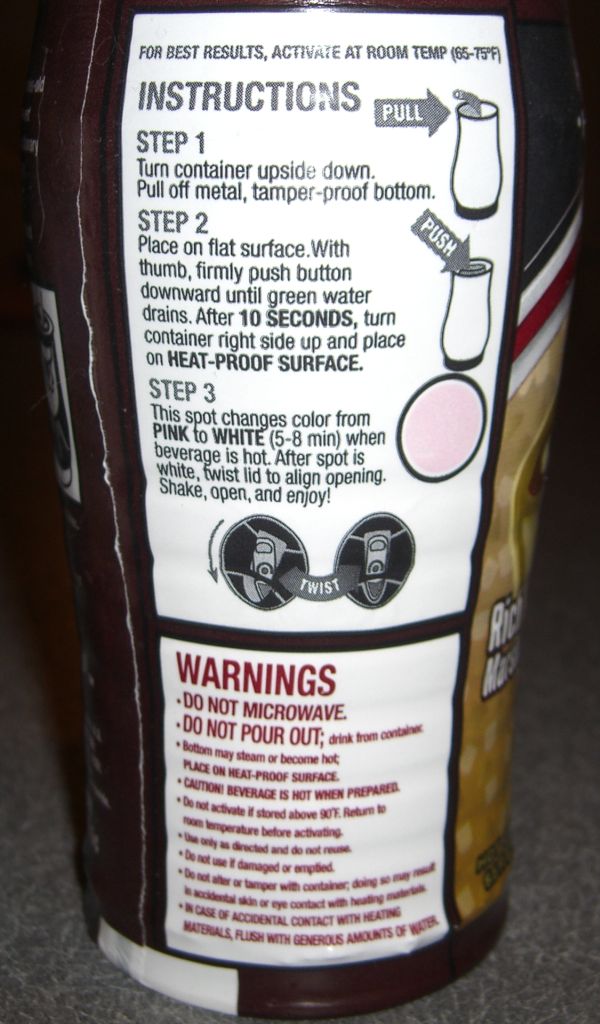 FOR BEST RESULTS, ACTIVATE AT ROOM TEMP (65-75°F)
INSTRUCTIONS
PULL
STEP 1
Turn container upside down.
Pull off metal, tamper-proof bottom.
STEP 2
PUSH
Place on flat surface.With
thumb, firmly push button
downward until green water
drains. After 10 SECONDS, turn
container right side up and place
on HEAT-PROOF SURFACE.
STEP 3
This spot changes color from
PINK to WHITE (5-8 min) when
beverage is hot. After spot is
white, twist lid to align opening.
Shake, open, and enjoy!
TWIST
WARNINGS
• DO NOT MICROWAVE.
• DO NOT POUR OUT; drink from container.
• Bottom may steam or become hot;
PLACE ON HEAT-PROOF SURFACE.
• CAUTION! BEVERAGE IS HOT WHEN PREPARED.
• Do not activate if stored above 90°F. Return to
room temperature before activating.
• Use only as directed and do not reuse.
• Do not use if damaged or emptied.
• Do not alter or tamper with container; doing so may result
in accidental skin or eye contact with heating materials.
• IN CASE OF ACCIDENTAL CONTACT WITH HEATING
MATERIALS, FLUSH WITH GENEROUS AMOUNTS OF WATER.
Rich